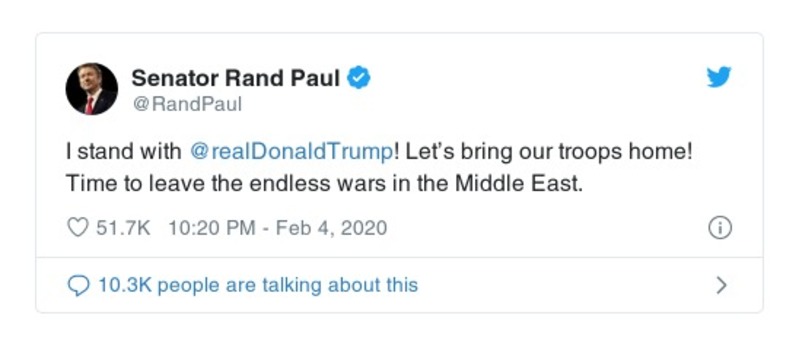 Senator Rand Paul
@RandPaul
I stand with @realDonaldTrump! Let's bring our troops home!
Time to leave the endless wars in the Middle East.
51.7K 10:20 PM - Feb 4, 2020
10.3K people are talking about this